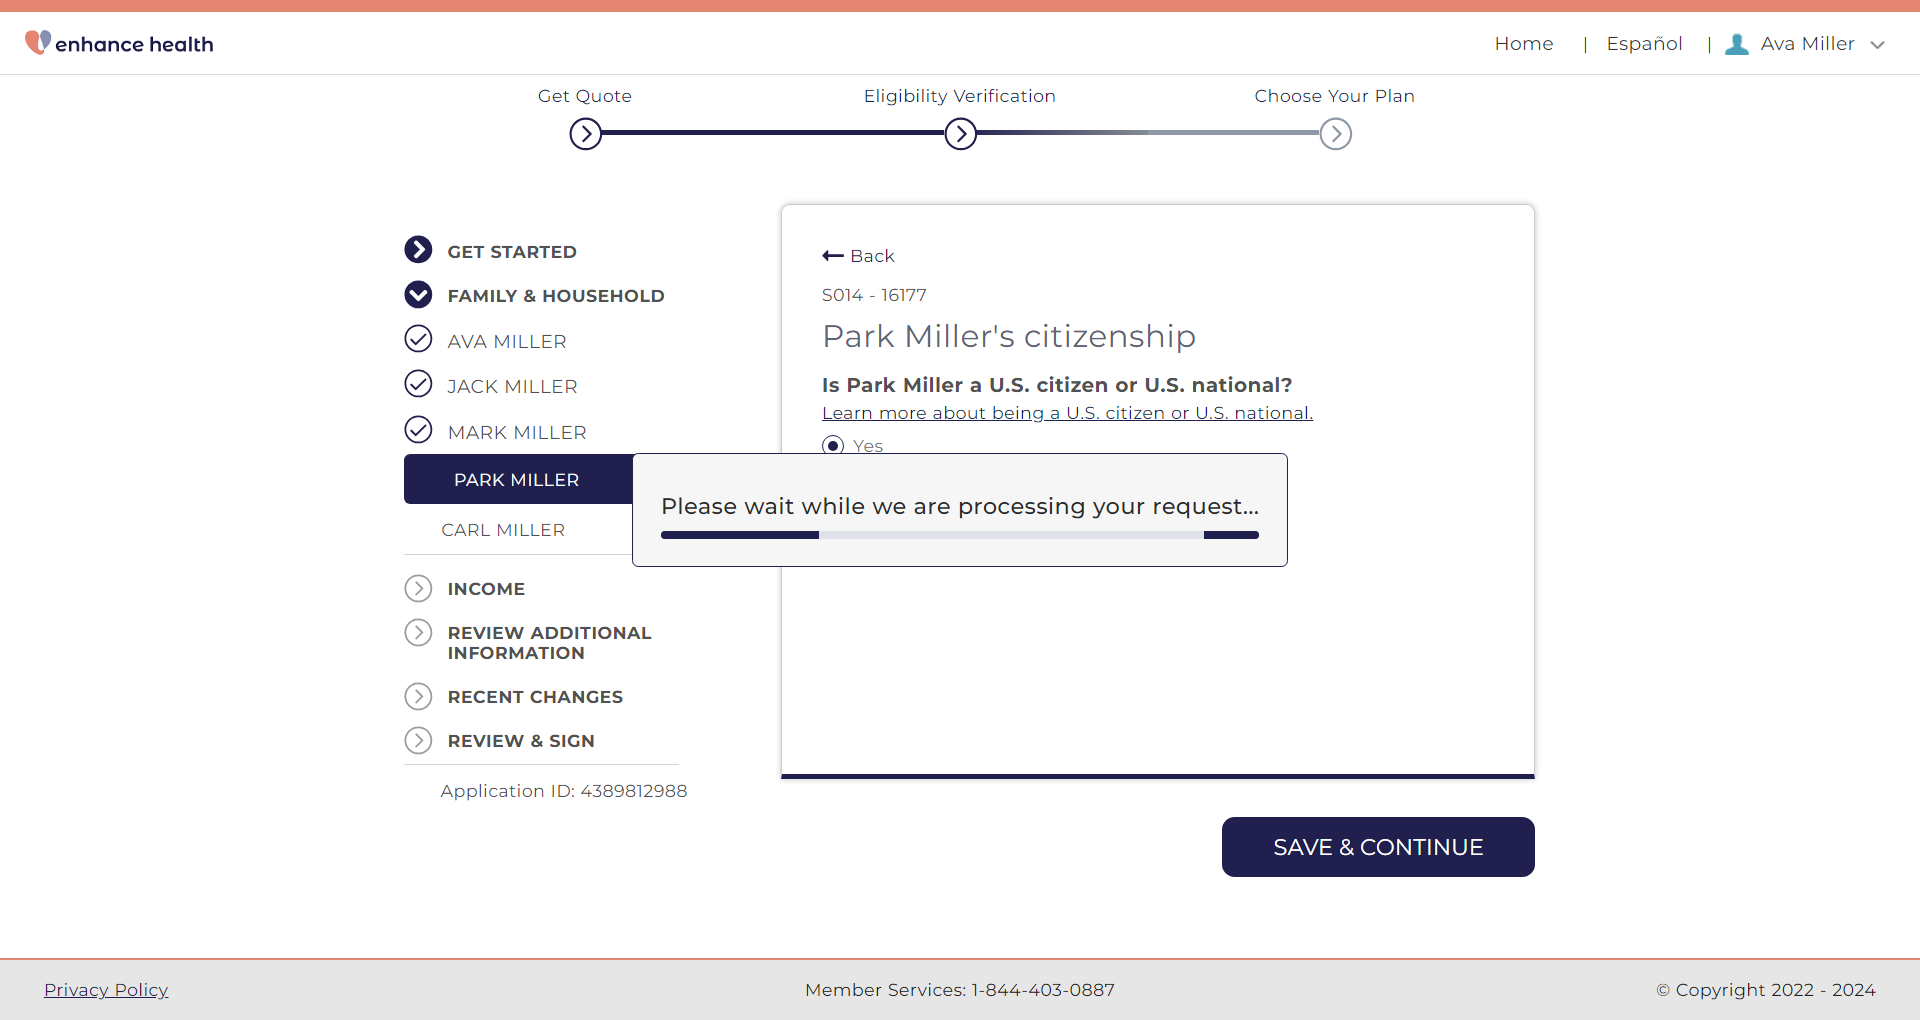 enhance health
Home | Español | Ava Miller
Get Quote
Eligibility Verification
Choose Your Plan
GET STARTED
FAMILY & HOUSEHOLD
AVA MILLER
JACK MILLER
MARK MILLER
PARK MILLER
CARL MILLER
INCOME
REVIEW ADDITIONAL
INFORMATION
RECENT CHANGES
REVIEW & SIGN
Application ID: 4389812988
Back
S014 - 16177
Park Miller's citizenship
Is Park Miller a U.S. citizen or U.S. national?
Learn more about being a U.S. citizen or U.S. national.
Yes
Please wait while we are processing your request...
SAVE & CONTINUE
Privacy Policy
Member Services: 1-844-403-0887
© Copyright 2022 - 2024